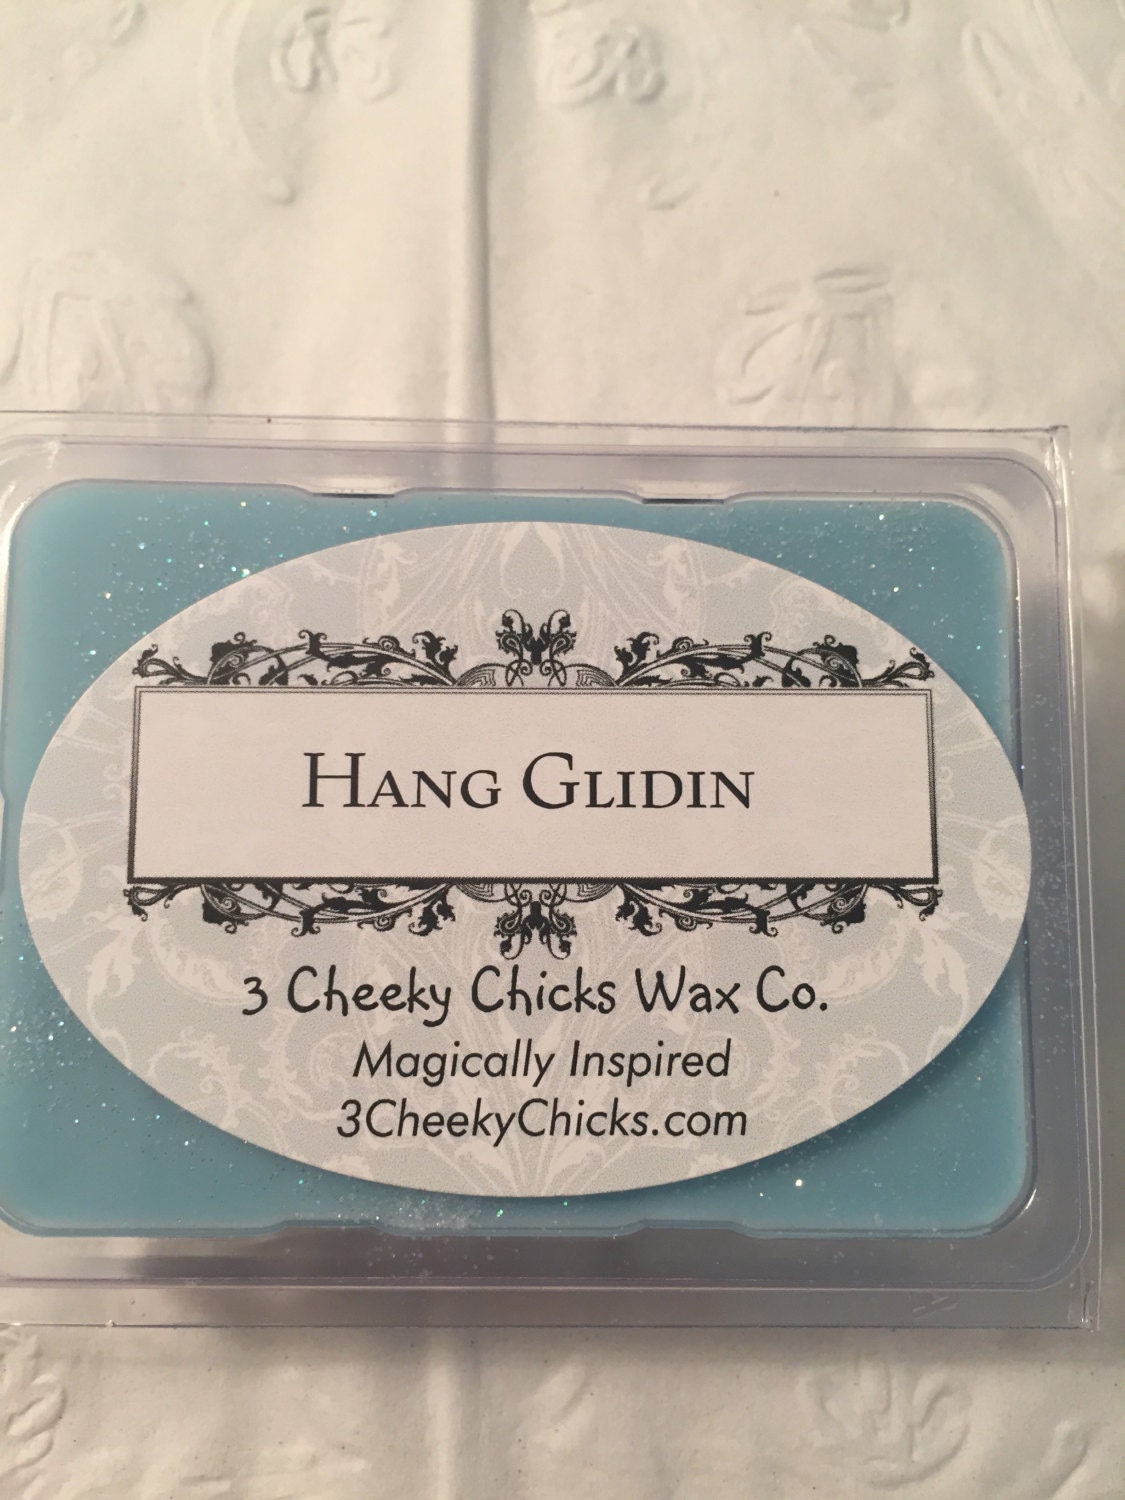 Hang Glidin
3 Cheeky Chicks Wax Co.
Magically Inspired
3CheekyChicks.com